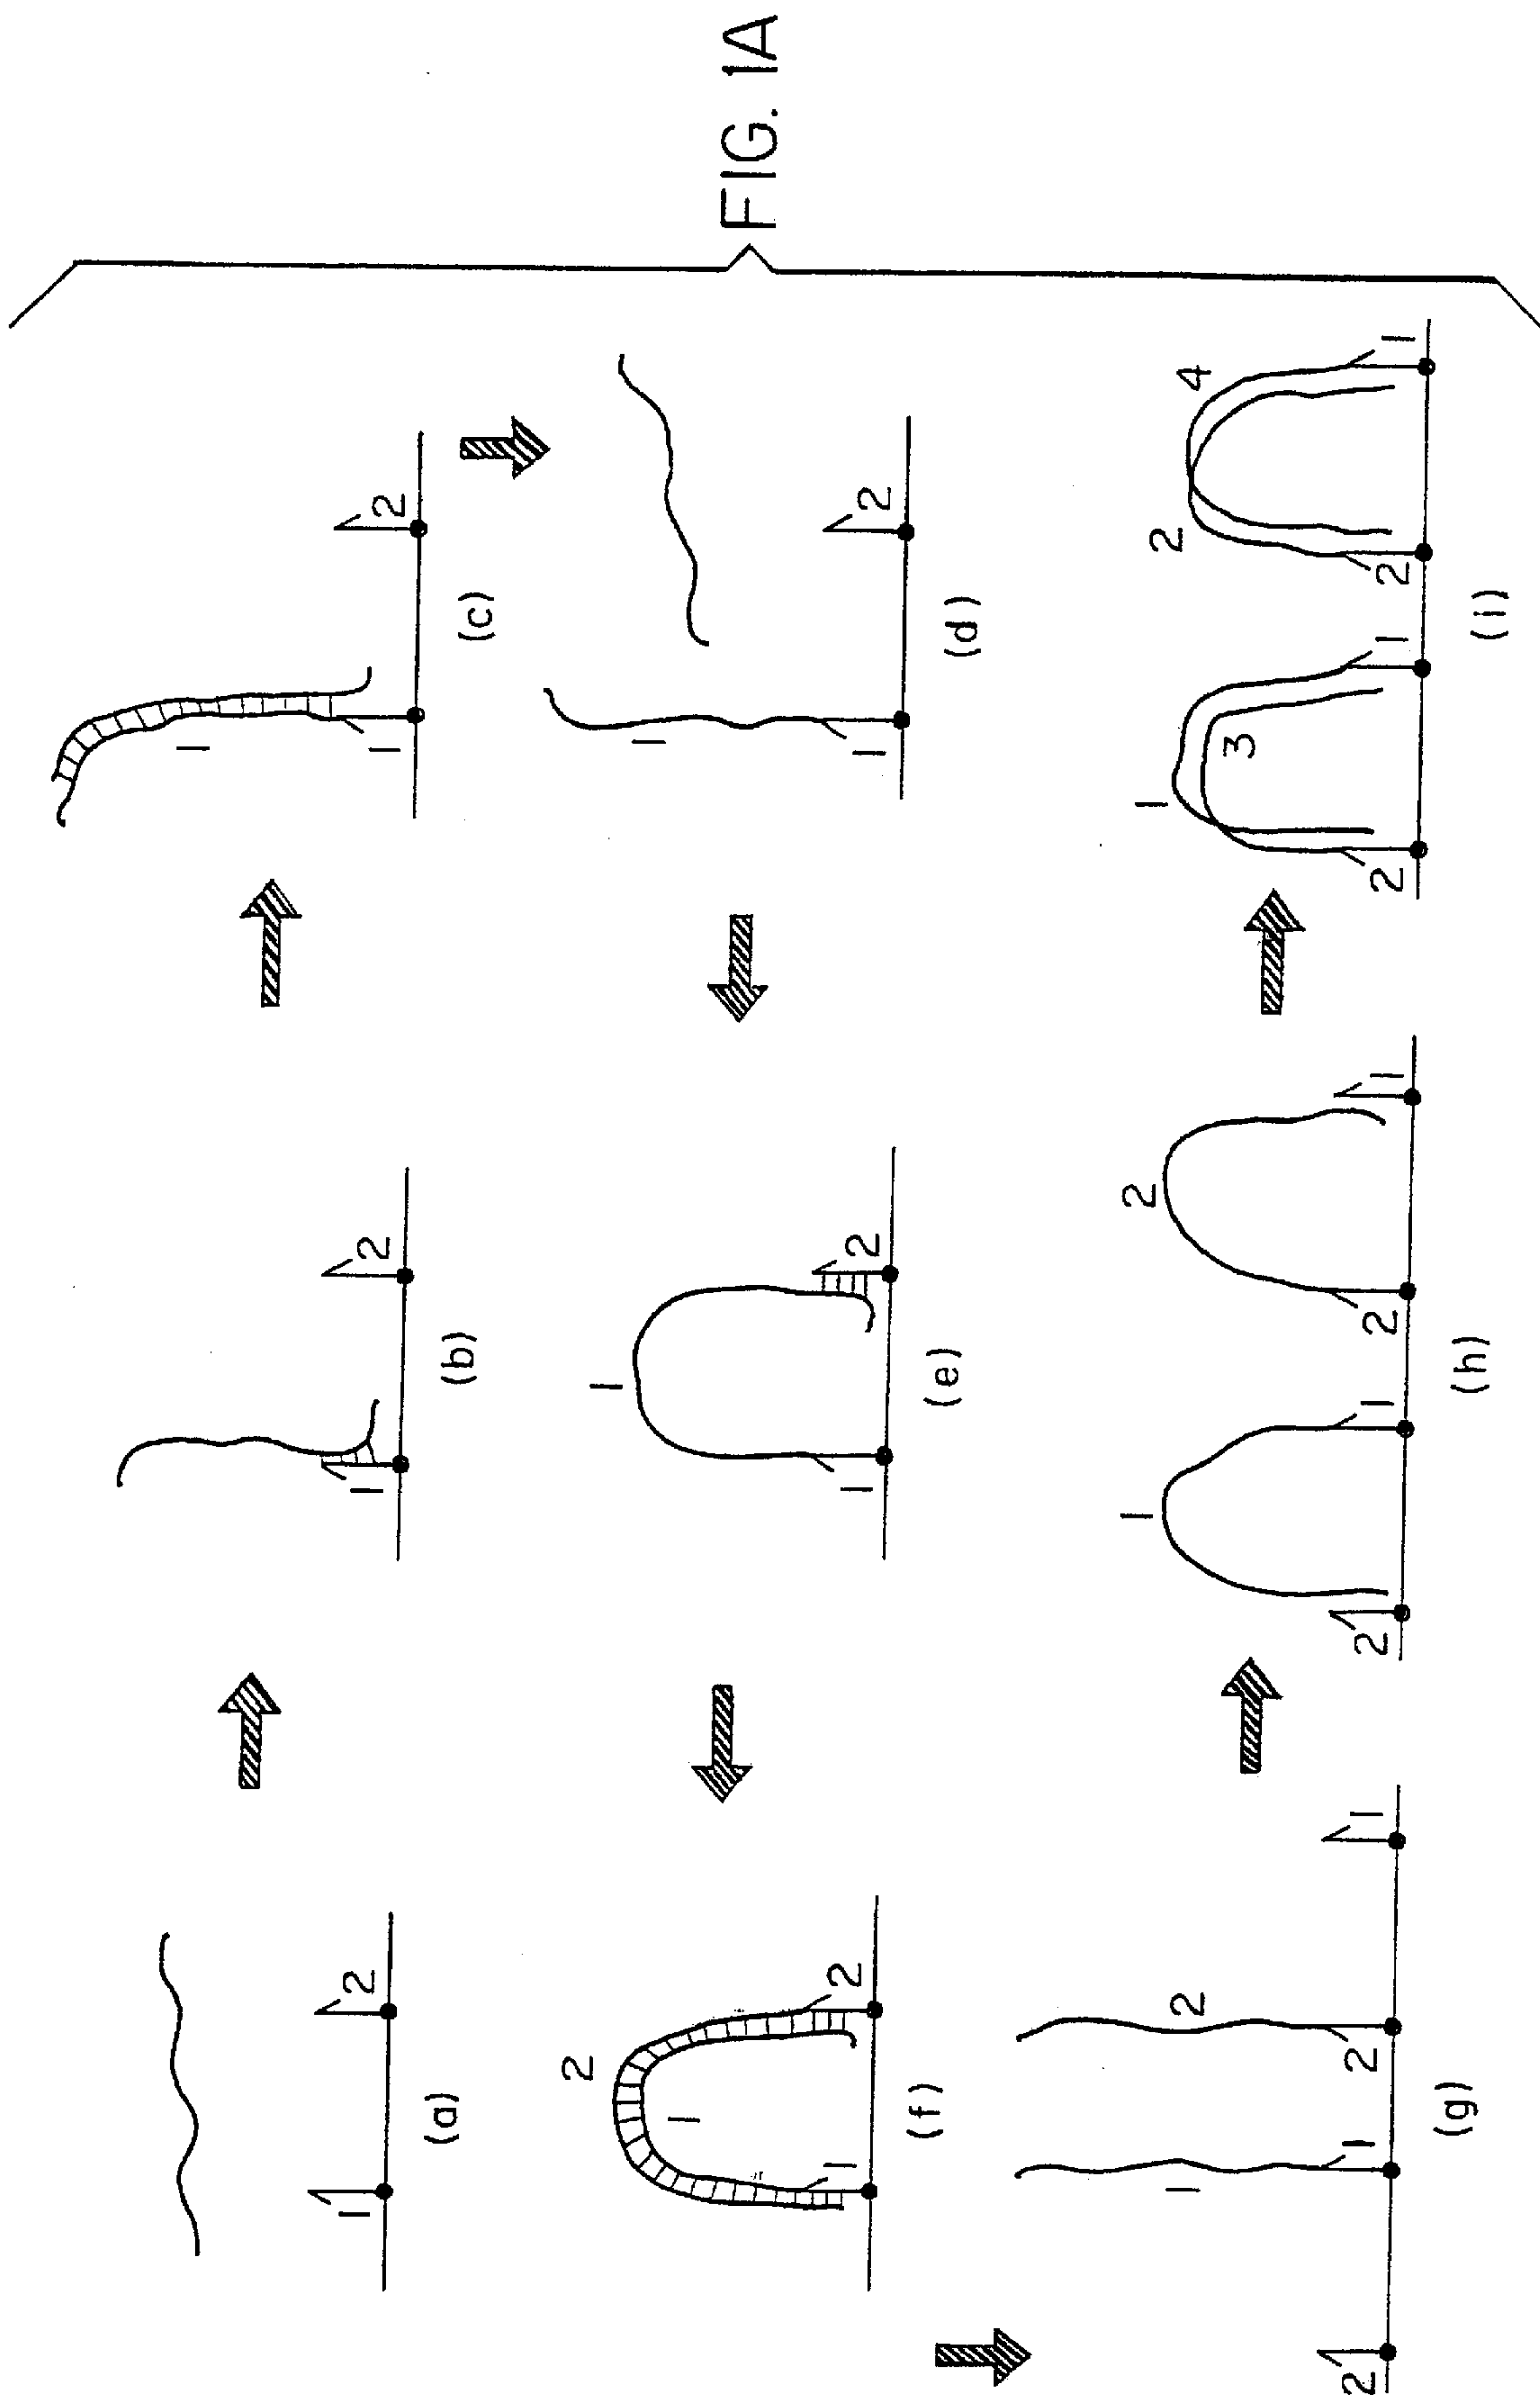 1
1 2 1 2 1 2
(a) (b) (c)
2 1
1 1
1 2 1 2 1 2
(f) (e) (d)
FIG. 1A
1 2 1 2
1 2 4
3
2 1 2 1 2 1 2 1 2 1 2 1
(g) (h) (i)